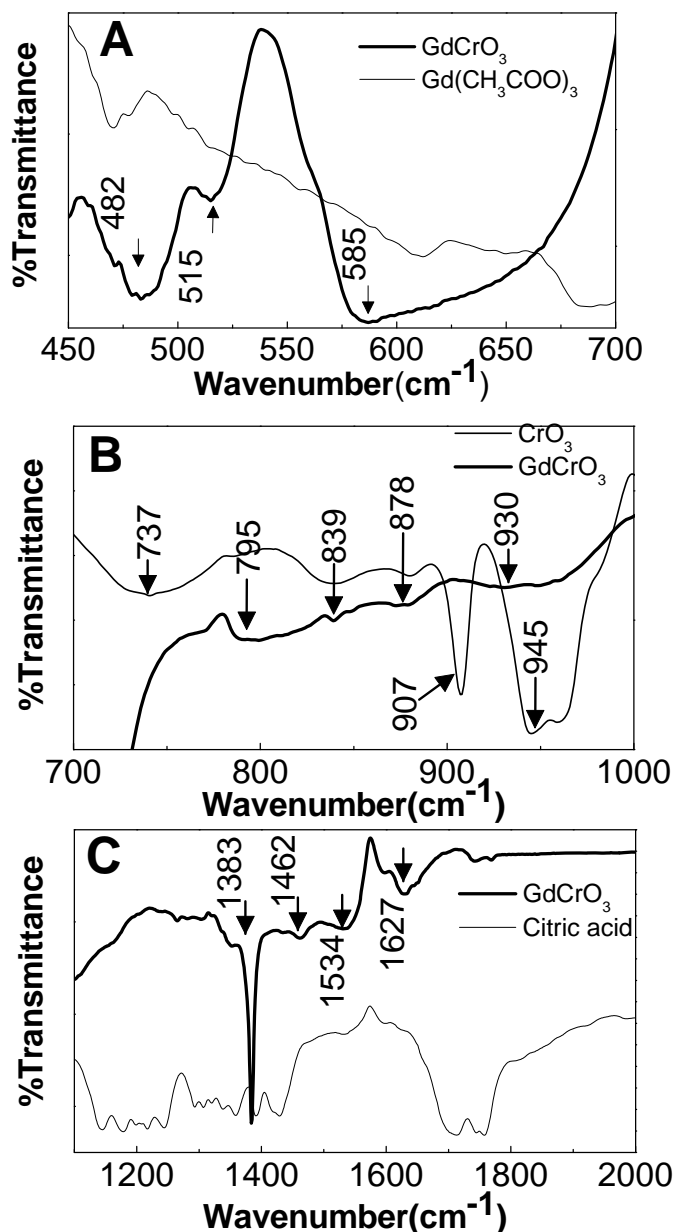 A
GdCrO₃
Gd(CH₃COO)₃
%Transmittance
482
515
585
450 500 550 600 650 700
Wavenumber(cm⁻¹)
B
CrO₃
GdCrO₃
%Transmittance
737
795
839
878
930
907
945
700 800 900 1000
Wavenumber(cm⁻¹)
C
GdCrO₃
Citric acid
%Transmittance
1383
1462
1534
1627
1200 1400 1600 1800 2000
Wavenumber(cm⁻¹)